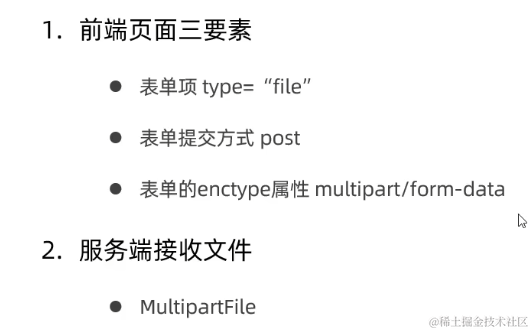 1. 前端页面三要素
● 表单项 type=“file”
● 表单提交方式 post
● 表单的enctype属性 multipart/form-data
2. 服务端接收文件
● MultipartFile
@稀土掘金技术社区